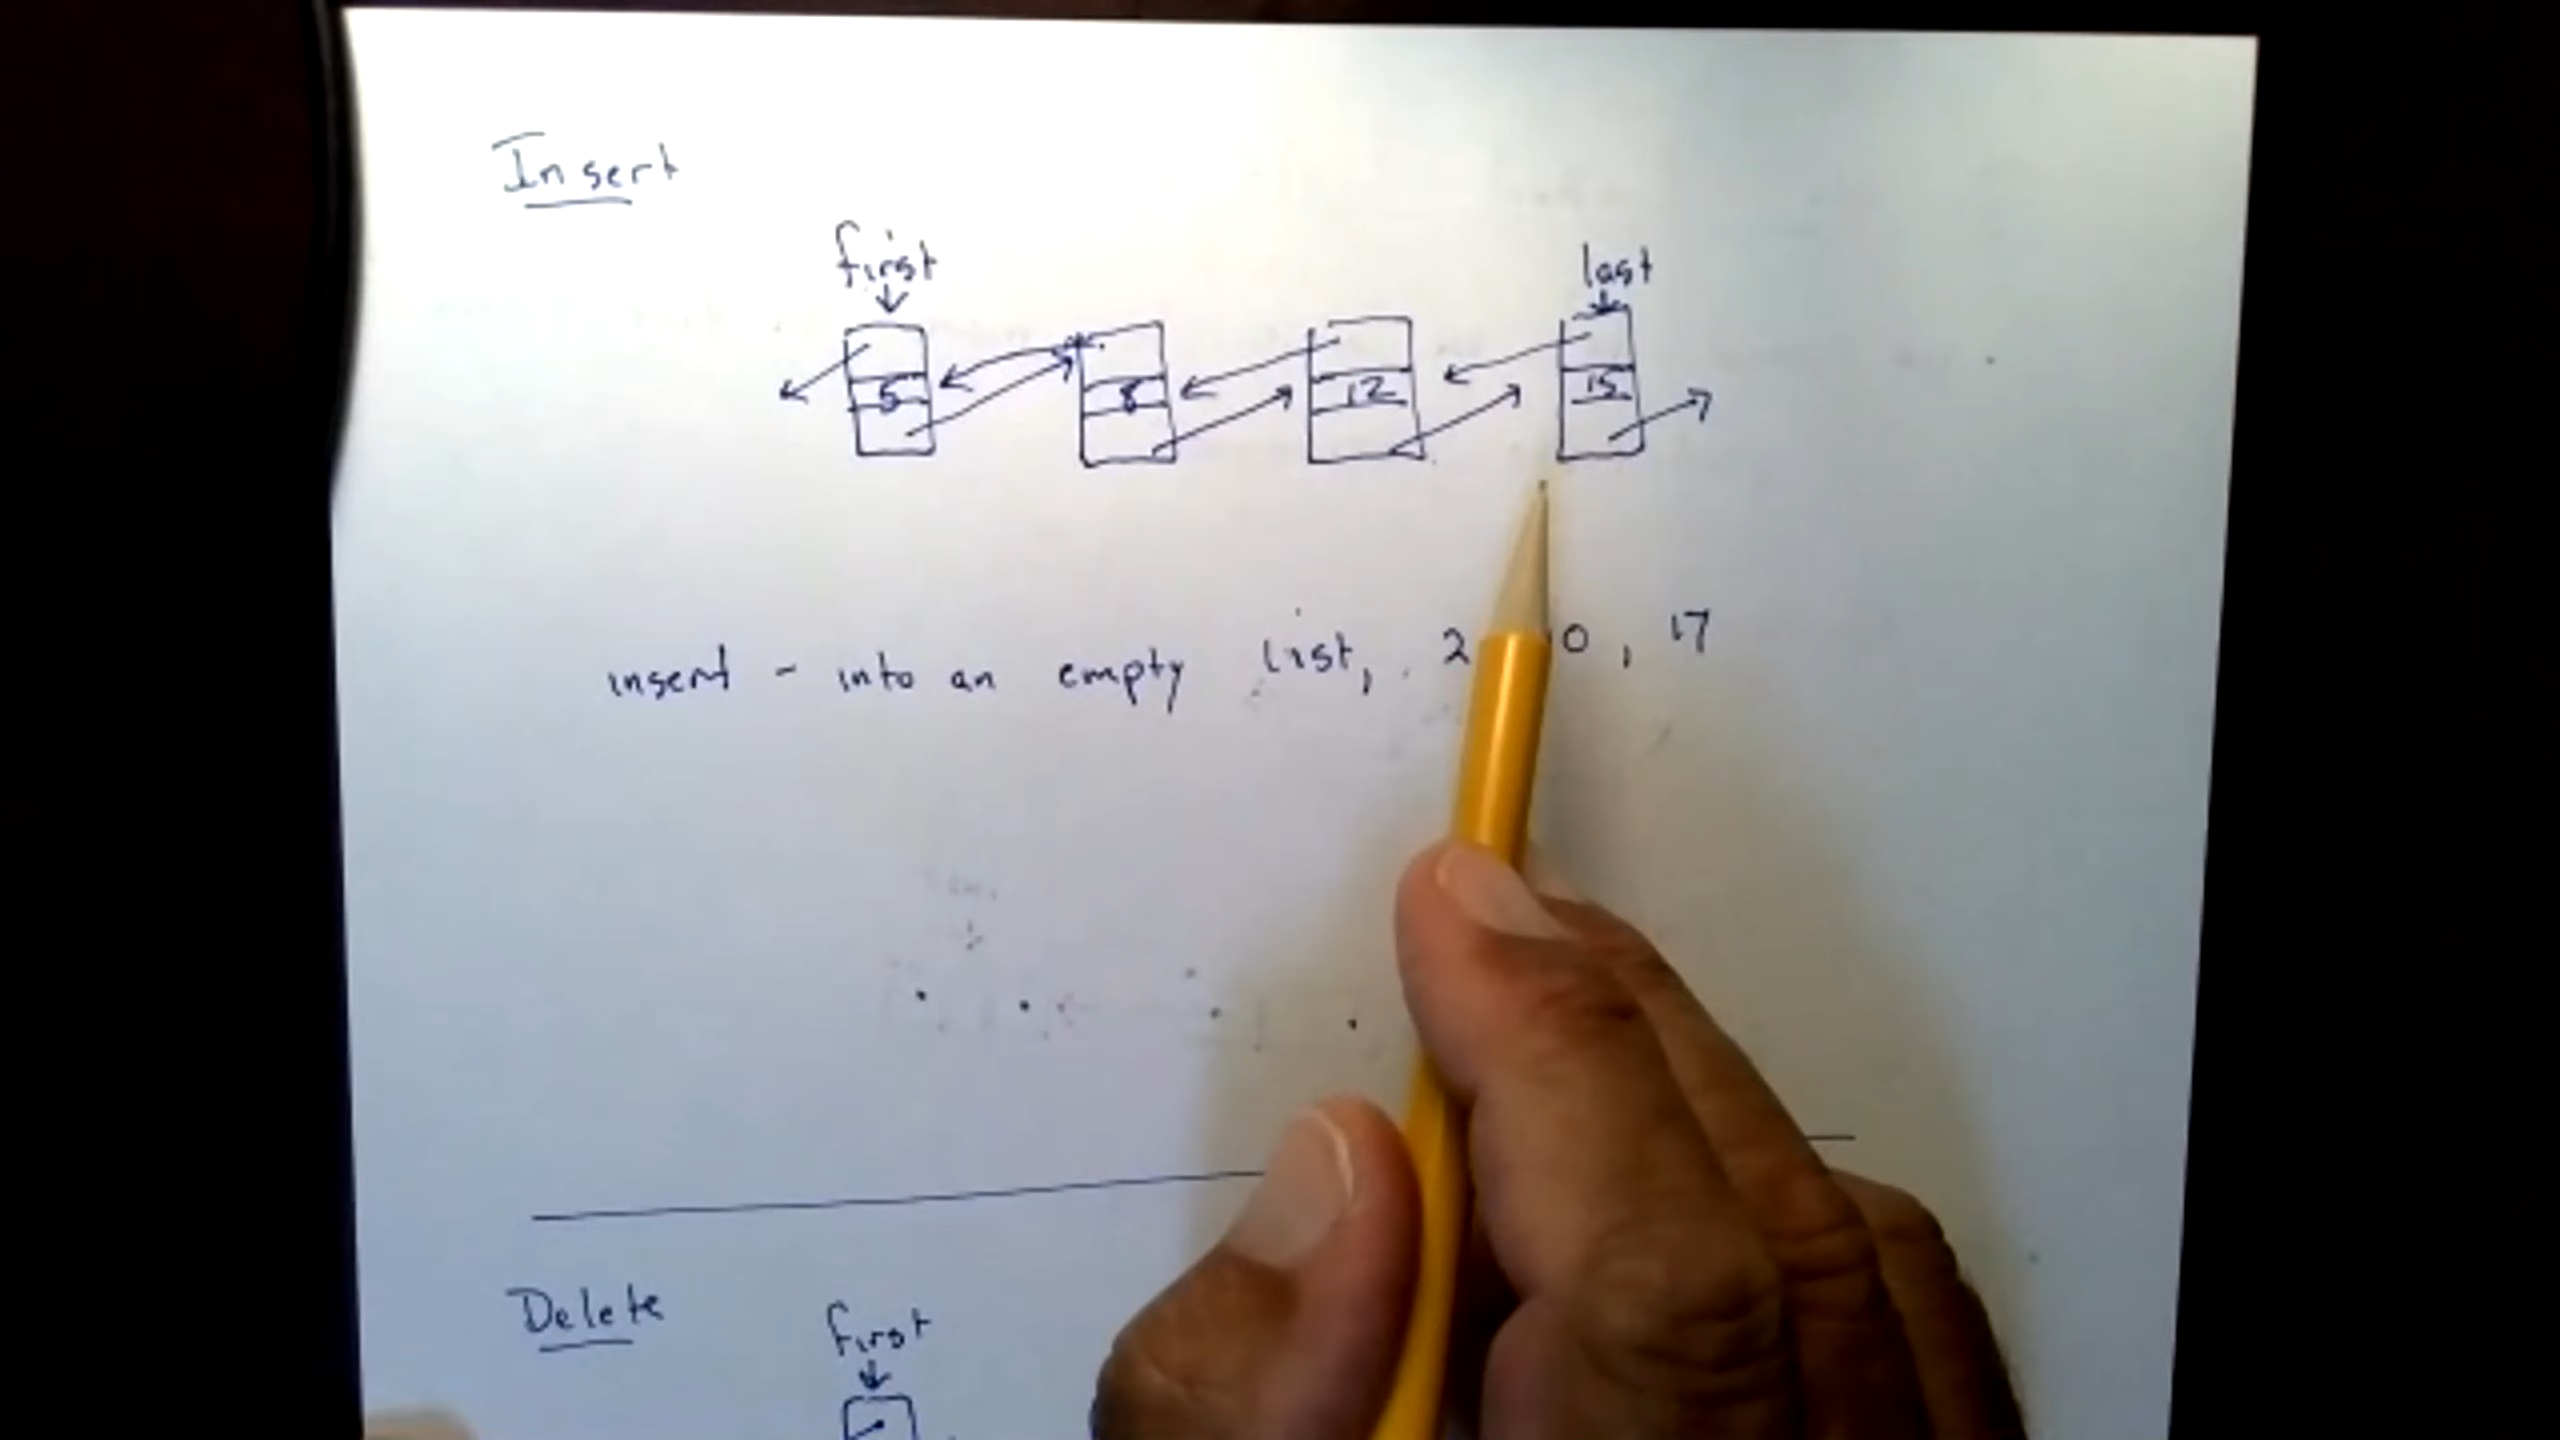 Insert
first last
5 8 12 15
insert - into an empty list, 2 0, 17
Delete
first